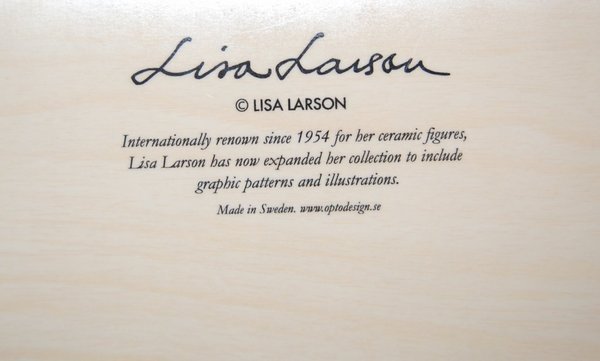 Lisa Larson
© LISA LARSON
Internationally renown since 1954 for her ceramic figures,
Lisa Larson has now expanded her collection to include
graphic patterns and illustrations.
Made in Sweden. www.optodesign.se